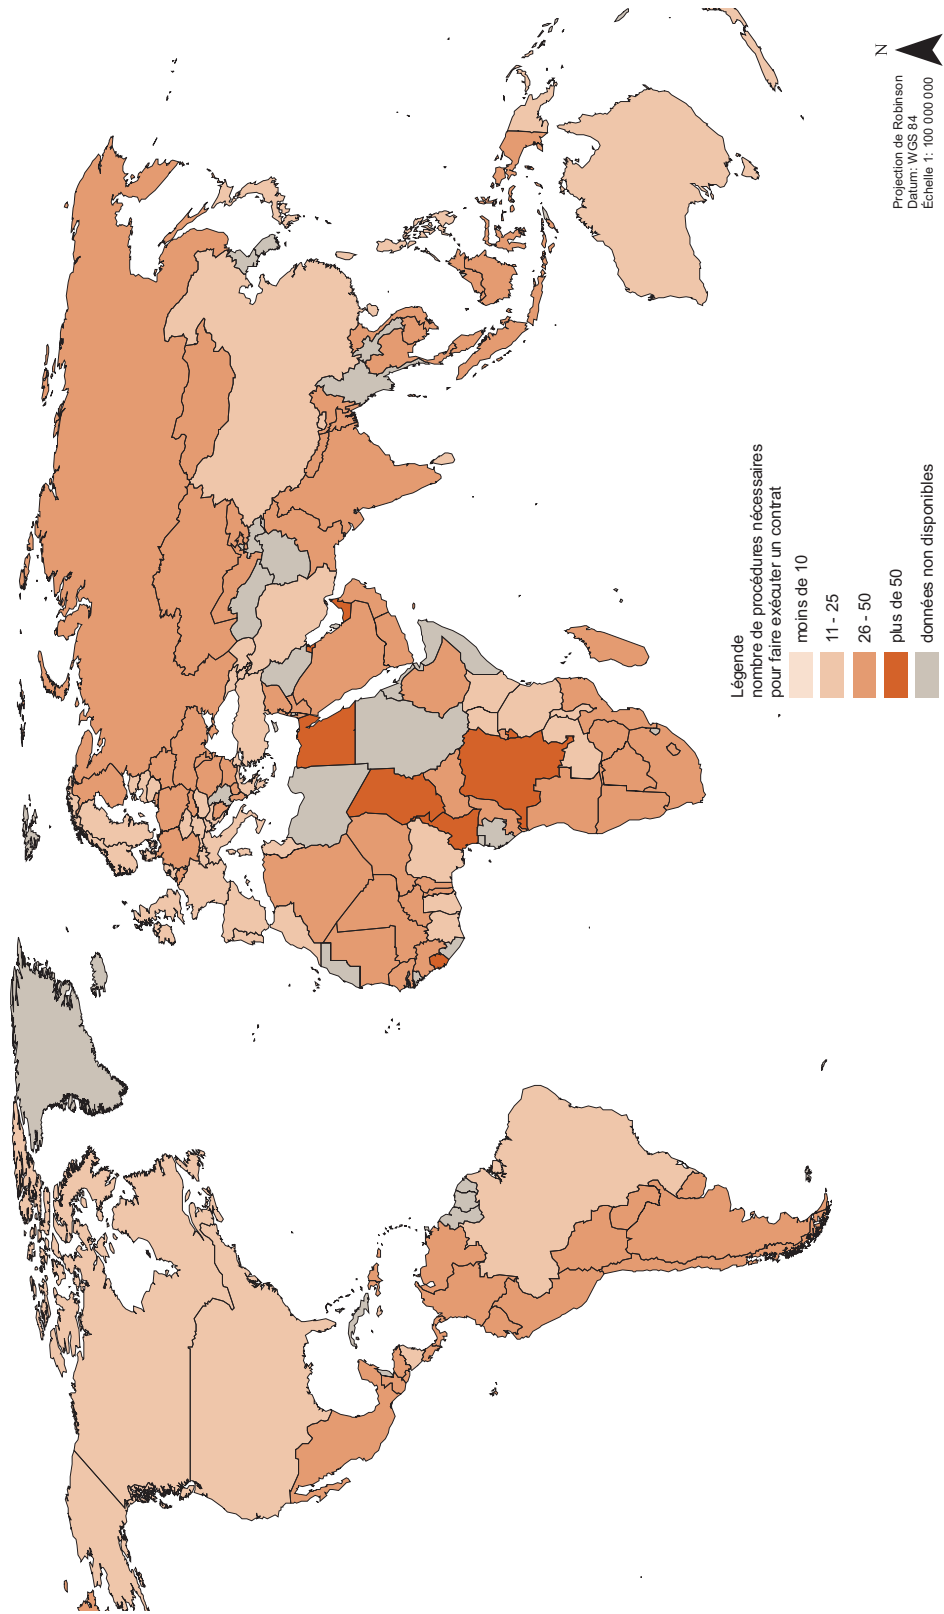 N
Projection de Robinson
Datum: WGS 84
Échelle 1: 100 000 000
Légende
nombre de procédures nécessaires
pour faire exécuter un contrat
moins de 10
11 - 25
26 - 50
plus de 50
données non disponibles